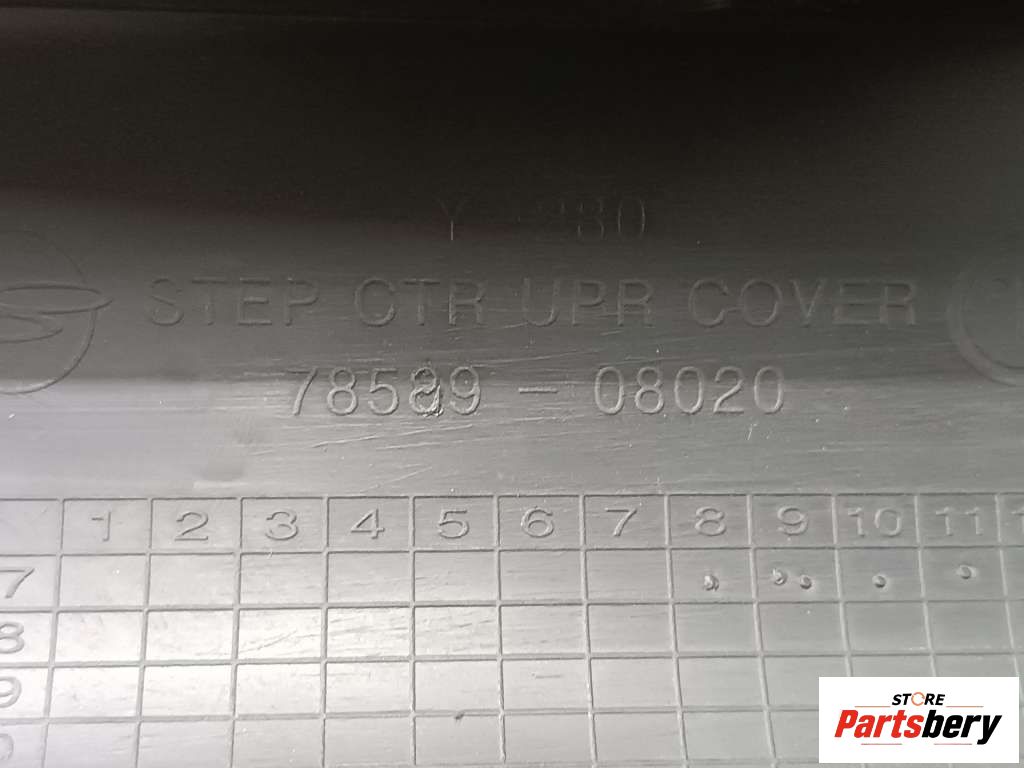 Y 280
STEP CTR UPR COVER
78589 - 08020
1 2 3 4 5 6 7 8 9 10 11
7
8
9
STORE
Partsbery